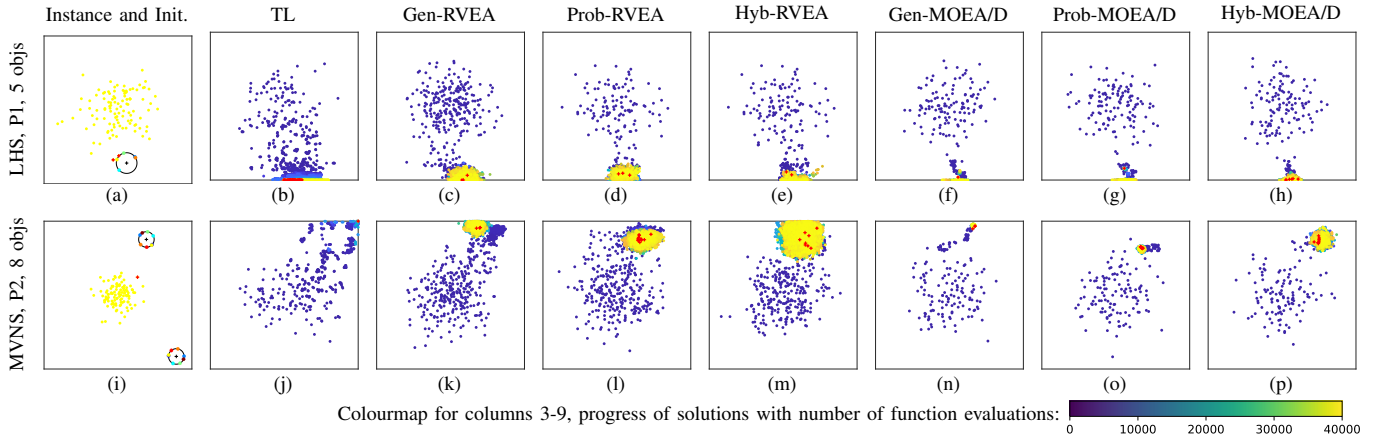 Instance and Init. TL Gen-RVEA Prob-RVEA Hyb-RVEA Gen-MOEA/D Prob-MOEA/D Hyb-MOEA/D
LHS, P1, 5 objs
(a) (b) (c) (d) (e) (f) (g) (h)
MVNS, P2, 8 objs
(i) (j) (k) (l) (m) (n) (o) (p)
Colourmap for columns 3-9, progress of solutions with number of function evaluations:
0 10000 20000 30000 40000